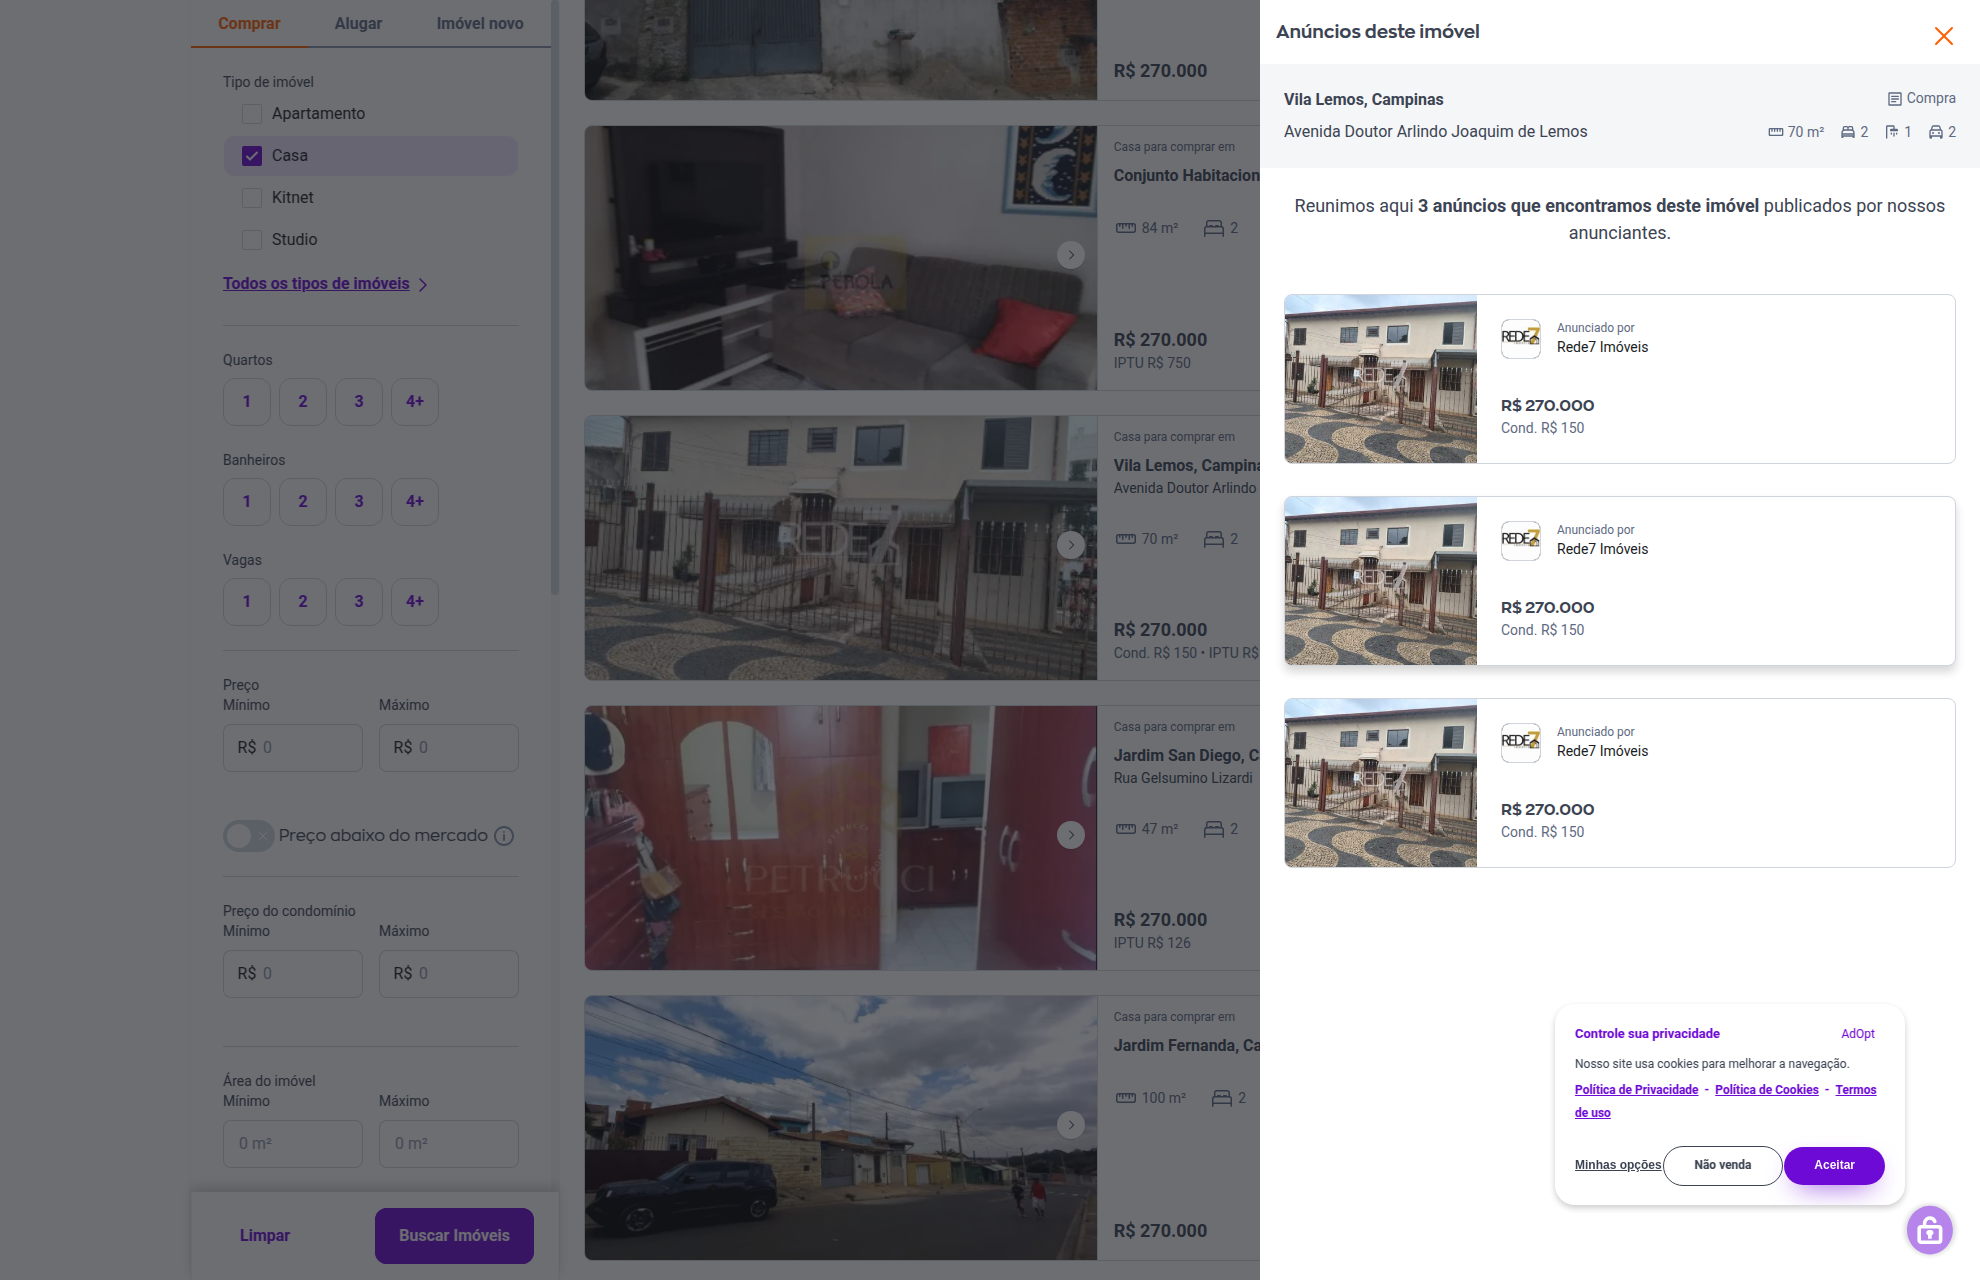 Comprar
Alugar
Imóvel novo
Tipo de imóvel
Apartamento
Casa
Kitnet
Studio
Todos os tipos de imóveis
Quartos
1
2
3
4+
Banheiros
1
2
3
4+
Vagas
1
2
3
4+
Preço
Mínimo
Máximo
R$ 0
R$ 0
Preço abaixo do mercado
Preço do condomínio
Mínimo
Máximo
R$ 0
R$ 0
Área do imóvel
Mínimo
Máximo
0 m²
0 m²
Limpar
Buscar Imóveis
R$ 270.000
PEROLA
Casa para comprar em
Conjunto Habitacion
84 m²
2
R$ 270.000
IPTU R$ 750
REDE7
Casa para comprar em
Vila Lemos, Campina
Avenida Doutor Arlindo
70 m²
2
R$ 270.000
Cond. R$ 150 • IPTU R$
PETRUCCI
Casa para comprar em
Jardim San Diego, C
Rua Gelsumino Lizardi
47 m²
2
R$ 270.000
IPTU R$ 126
Casa para comprar em
Jardim Fernanda, Ca
100 m²
2
R$ 270.000
Anúncios deste imóvel
Vila Lemos, Campinas
Compra
Avenida Doutor Arlindo Joaquim de Lemos
70 m²
2
1
2
Reunimos aqui 3 anúncios que encontramos deste imóvel publicados por nossos
anunciantes.
REDE7
REDE7
Anunciado por
Rede7 Imóveis
R$ 270.000
Cond. R$ 150
REDE7
REDE7
Anunciado por
Rede7 Imóveis
R$ 270.000
Cond. R$ 150
REDE7
REDE7
Anunciado por
Rede7 Imóveis
R$ 270.000
Cond. R$ 150
Controle sua privacidade
AdOpt
Nosso site usa cookies para melhorar a navegação.
Política de Privacidade - Política de Cookies - Termos
de uso
Minhas opções
Não venda
Aceitar